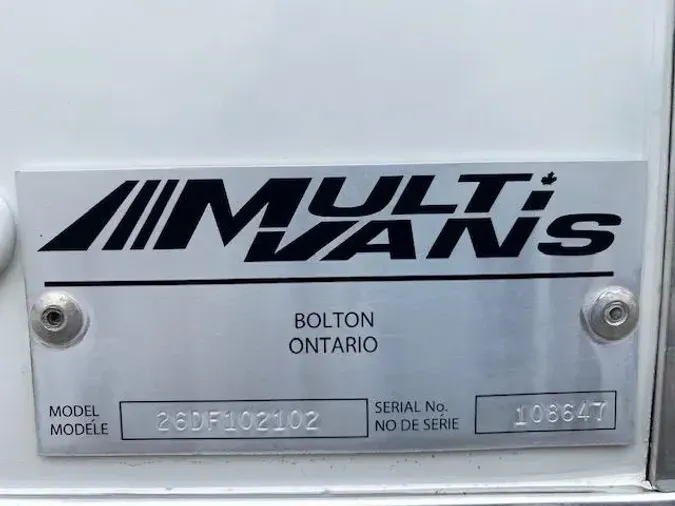 MULTi
VANS
BOLTON
ONTARIO
MODEL
MODÈLE
26DF102102
SERIAL No.
NO DE SÉRIE
108647